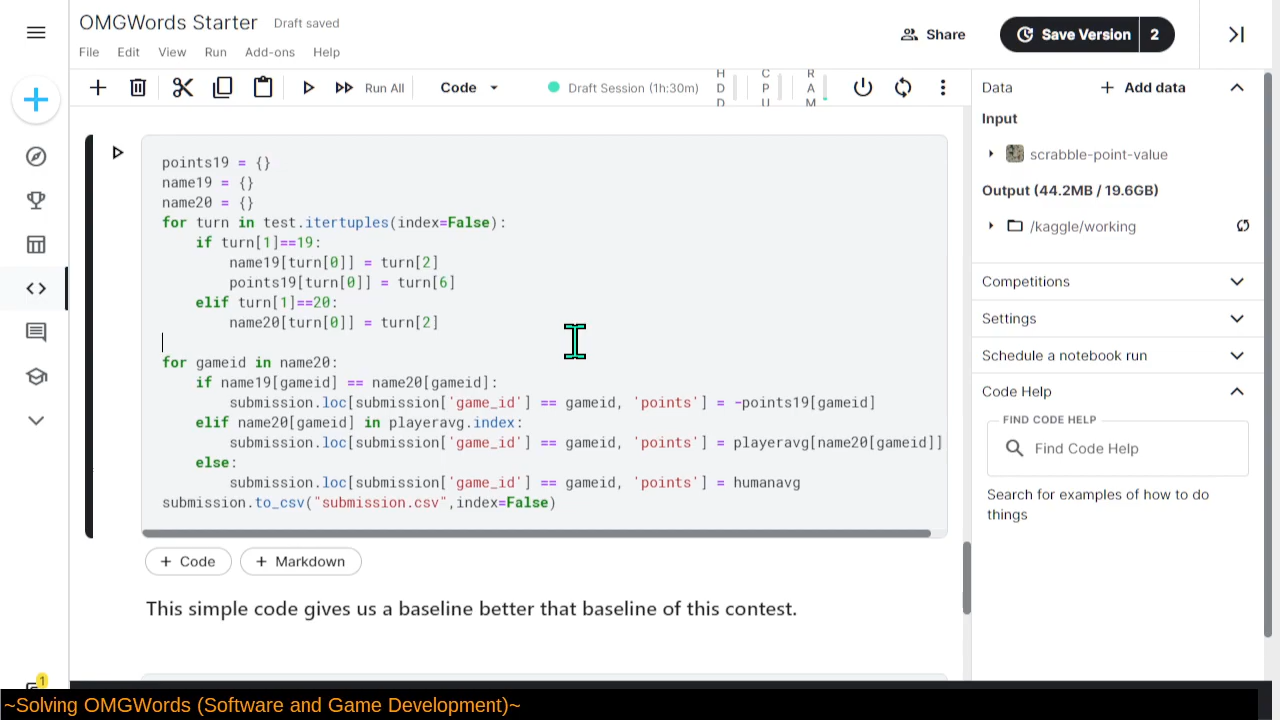 OMGWords Starter
Draft saved
File Edit View Run Add-ons Help
Share
Save Version 2
Run All
Code
Draft Session (1h:30m)
HDD
CPU
RAM
points19 = {}
name19 = {}
name20 = {}
for turn in test.itertuples(index=False):
    if turn[1]==19:
        name19[turn[0]] = turn[2]
        points19[turn[0]] = turn[6]
    elif turn[1]==20:
        name20[turn[0]] = turn[2]
for gameid in name20:
    if name19[gameid] == name20[gameid]:
        submission.loc[submission['game_id'] == gameid, 'points'] = -points19[gameid]
    elif name20[gameid] in playeravg.index:
        submission.loc[submission['game_id'] == gameid, 'points'] = playeravg[name20[gameid]]
    else:
        submission.loc[submission['game_id'] == gameid, 'points'] = humanavg
submission.to_csv("submission.csv",index=False)
+ Code
+ Markdown
This simple code gives us a baseline better that baseline of this contest.
Data
+ Add data
Input
scrabble-point-value
Output (44.2MB / 19.6GB)
/kaggle/working
Competitions
Settings
Schedule a notebook run
Code Help
FIND CODE HELP
Find Code Help
Search for examples of how to do
things
1
~Solving OMGWords (Software and Game Development)~